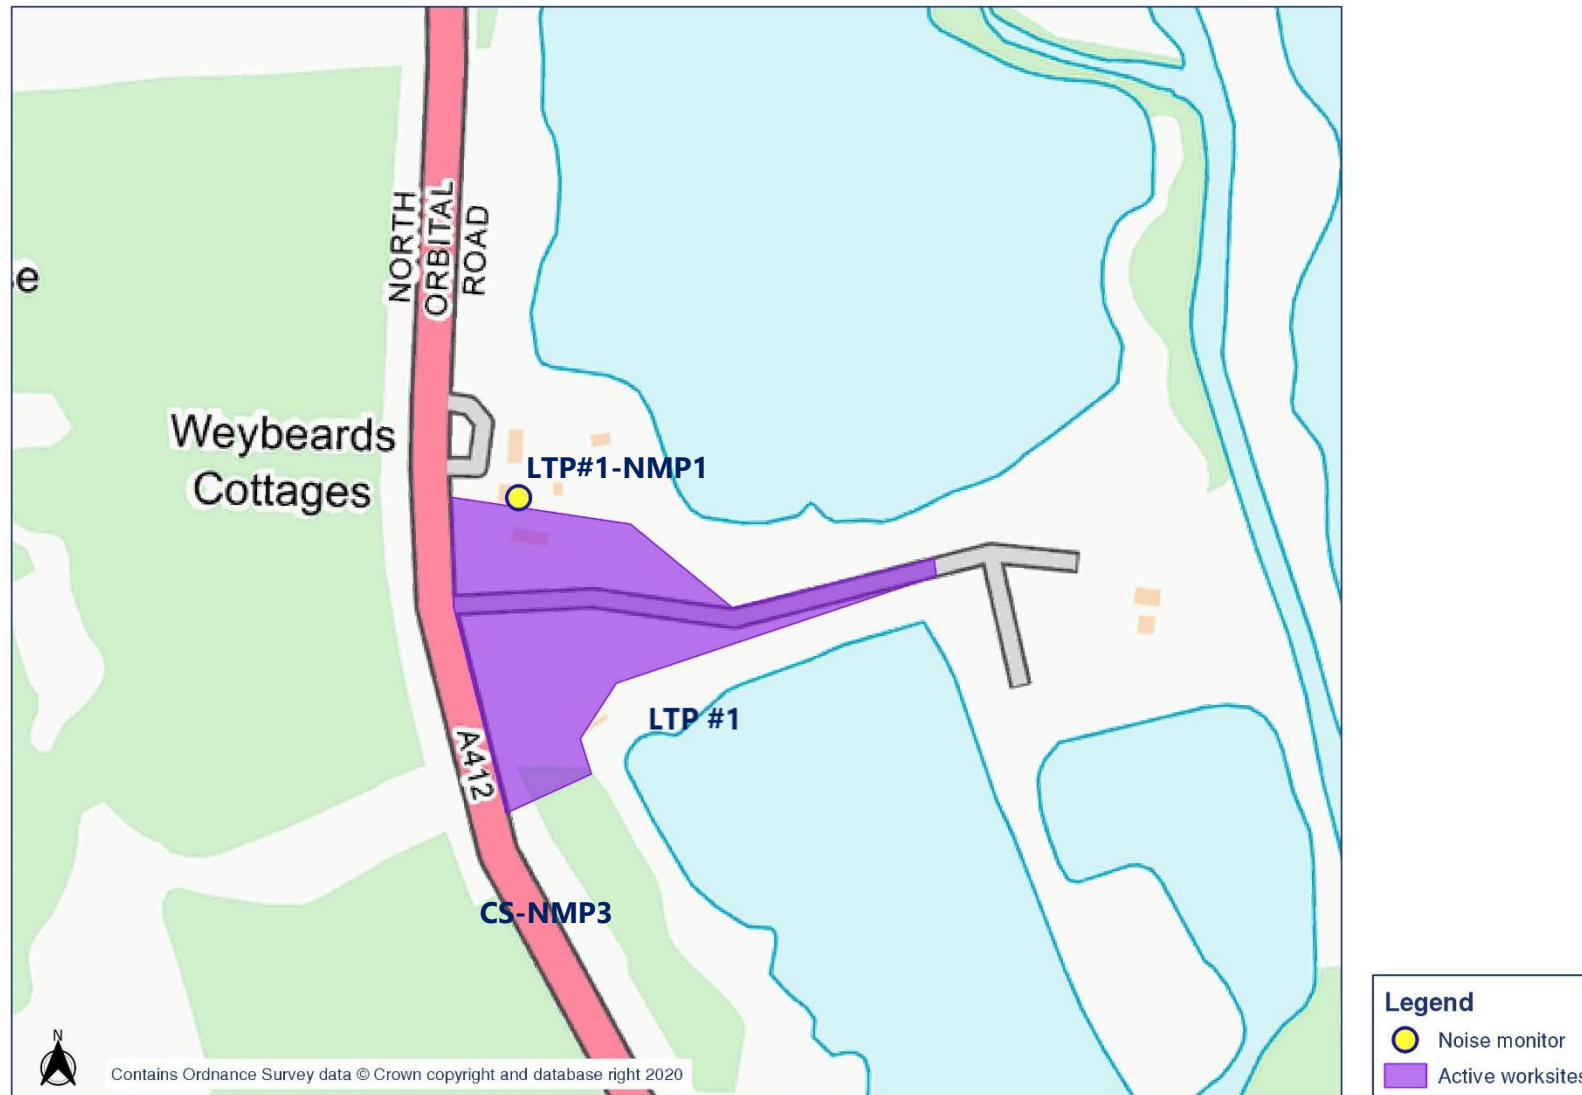 NORTH
ORBITAL
ROAD
e
Weybeards
Cottages
LTP#1-NMP1
LTP #1
A412
CS-NMP3
N
Contains Ordnance Survey data © Crown copyright and database right 2020
Legend
Noise monitor
Active worksites